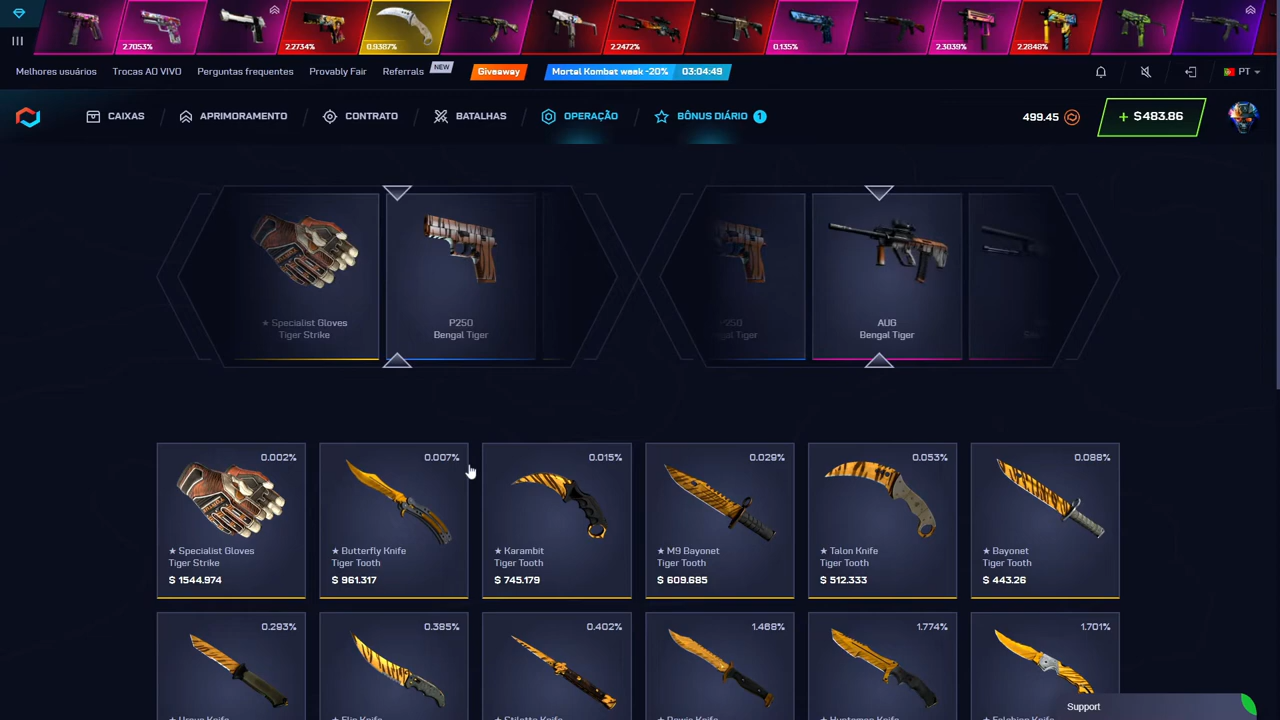 2.7053%
2.2734%
0.9387%
2.2472%
0.135%
2.3039%
2.2848%
Melhores usuários
Trocas AO VIVO
Perguntas frequentes
Provably Fair
Referrals
NEW
Giveaway
Mortal Kombat week -20%
03:04:49
PT
CAIXAS
APRIMORAMENTO
CONTRATO
BATALHAS
OPERAÇÃO
BÔNUS DIÁRIO
1
499.45
+ $483.86
★ Specialist Gloves
Tiger Strike
P250
Bengal Tiger
P250
gal Tiger
AUG
Bengal Tiger
0.002%
★ Specialist Gloves
Tiger Strike
$ 1544.974
0.007%
★ Butterfly Knife
Tiger Tooth
$ 961.317
0.015%
★ Karambit
Tiger Tooth
$ 745.179
0.029%
★ M9 Bayonet
Tiger Tooth
$ 609.685
0.053%
★ Talon Knife
Tiger Tooth
$ 512.333
0.088%
★ Bayonet
Tiger Tooth
$ 443.26
0.293%
0.385%
0.402%
1.468%
1.774%
1.701%
Support